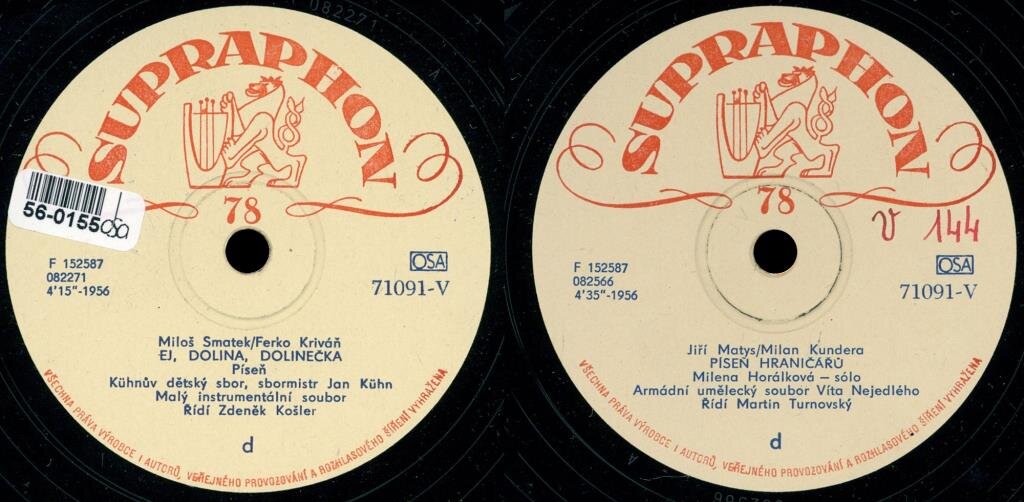 082271
SUPRAPHON
78
56-0155 osa
F 152587
082271
4'15"-1956
OSA
71091-V
Miloš Smatek/Ferko Kriváň
EJ, DOLINA, DOLINEČKA
Píseň
Kühnův dětský sbor, sbormistr Jan Kühn
Malý instrumentální soubor
Řídí Zdeněk Košler
d
VŠECHNA PRÁVA VÝROBCE I AUTORŮ, VEŘEJNÉHO PROVOZOVÁNÍ A ROZHLASOVÉHO ŠÍŘENÍ VYHRAŽENA
SUPRAPHON
78
V 144
F 152587
082566
4'35"-1956
OSA
71091-V
Jiří Matys/Milan Kundera
PÍSEŇ HRANIČÁŘŮ
Milena Horálková – sólo
Armádní umělecký soubor Víta Nejedlého
Řídí Martin Turnovský
d
VŠECHNA PRÁVA VÝROBCE I AUTORŮ, VEŘEJNÉHO PROVOZOVÁNÍ A ROZHLASOVÉHO ŠÍŘENÍ VYHRAŽENA